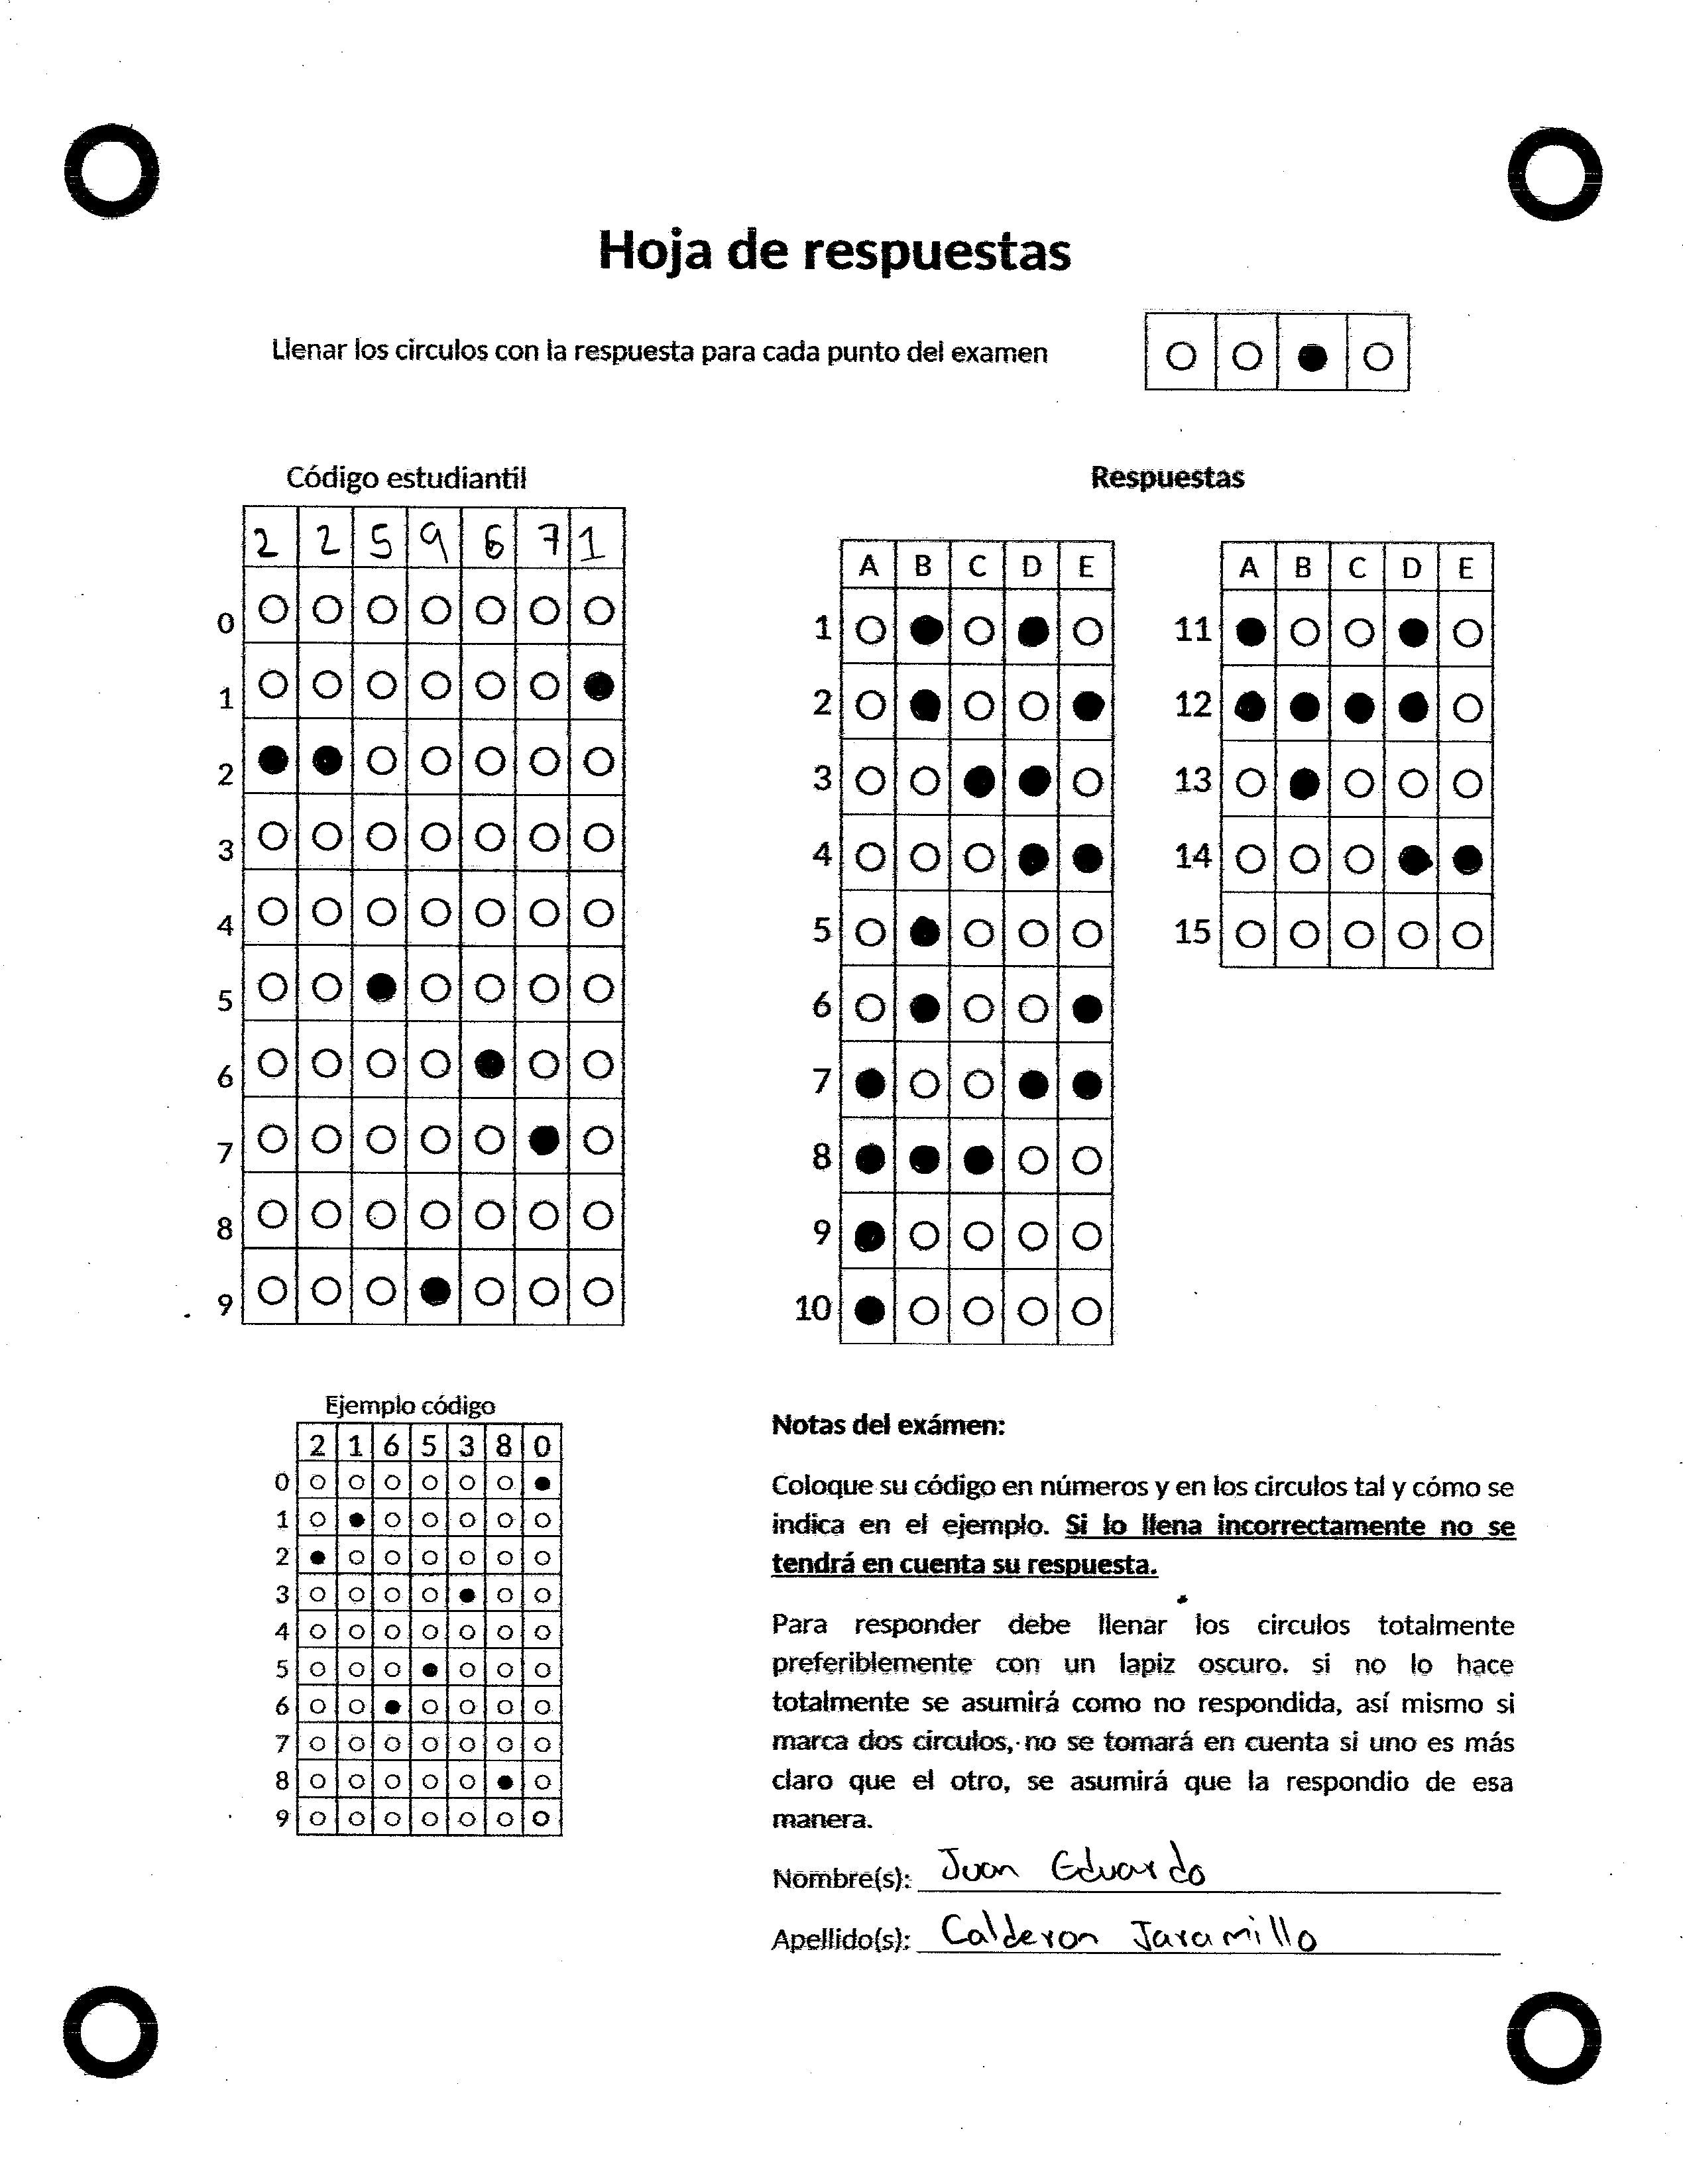 Hoja de respuestas
Llenar los circulos con la respuesta para cada punto del examen
Código estudiantil
2 2 5 9 6 7 1
0
1
2
3
4
5
6
7
8
9
Respuestas
A B C D E
1
2
3
4
5
6
7
8
9
10
A B C D E
11
12
13
14
15
Ejemplo código
2 1 6 5 3 8 0
0
1
2
3
4
5
6
7
8
9
Notas del exámen:
Coloque su código en números y en los circulos tal y cómo se
indica en el ejemplo. Si lo llena incorrectamente no se
tendrá en cuenta su respuesta.
Para responder debe llenar los circulos totalmente
preferiblemente con un lapiz oscuro. si no lo hace
totalmente se asumirá como no respondida, así mismo si
marca dos circulos, no se tomará en cuenta si uno es más
claro que el otro, se asumirá que la respondio de esa
manera.
Nombre(s): Juan Eduardo
Apellido(s): Calderon Jaramillo